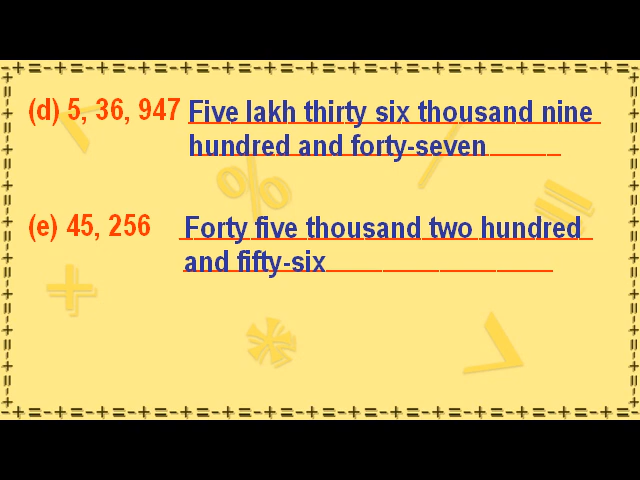 (d) 5, 36, 947 Five lakh thirty six thousand nine
hundred and forty-seven
(e) 45, 256 Forty five thousand two hundred
and fifty-six